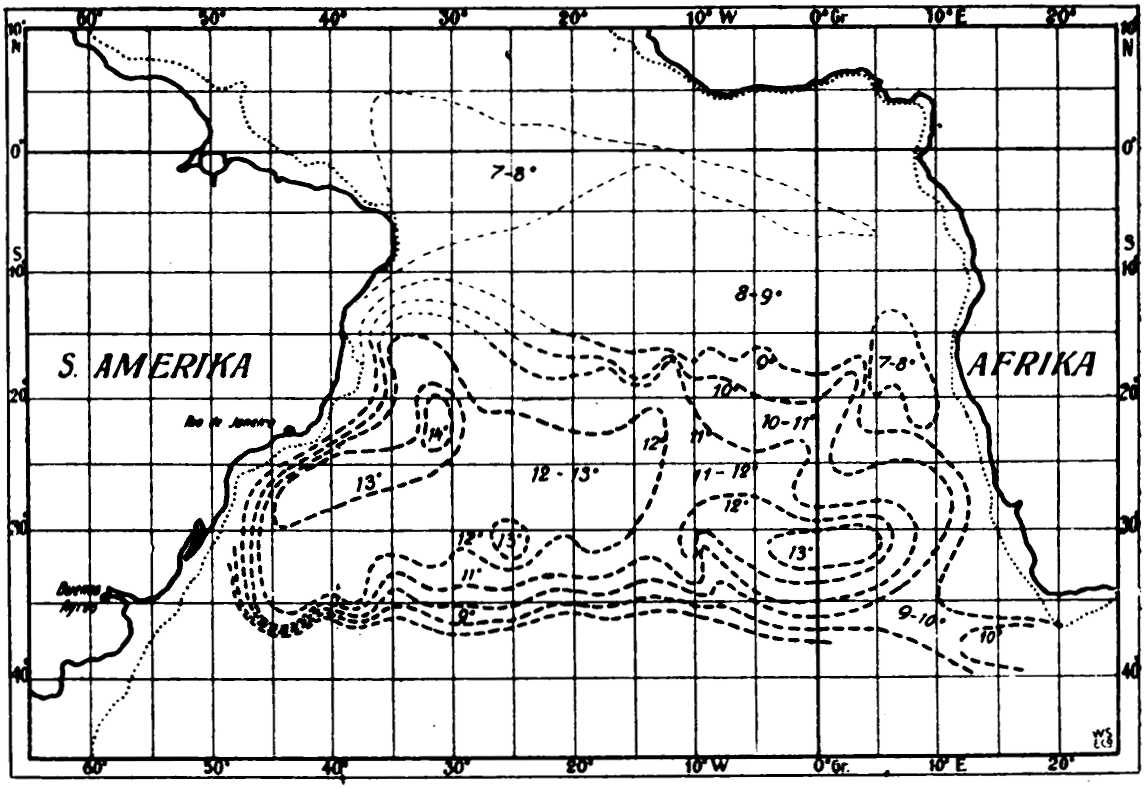 60° 50° 40° 30° 20° 10° W 0° Gr. 10° E 20°
10° 10°
N N
0° 0°
7-8°
S S
10° 10°
8-9°
S. AMERIKA 9° 7-8° AFRIKA
20° 10° 20°
Rio de Janeiro 10-11°
14° 12° 11°
13° 12-13° 11-12°
12°
30° 12° 13° 30°
13°
11°
Buenos
Ayres
9° 9-10°
10°
40° 40°
WS
60° 50° 40° 30° 20° 10° W 0° Gr. 10° E 20°